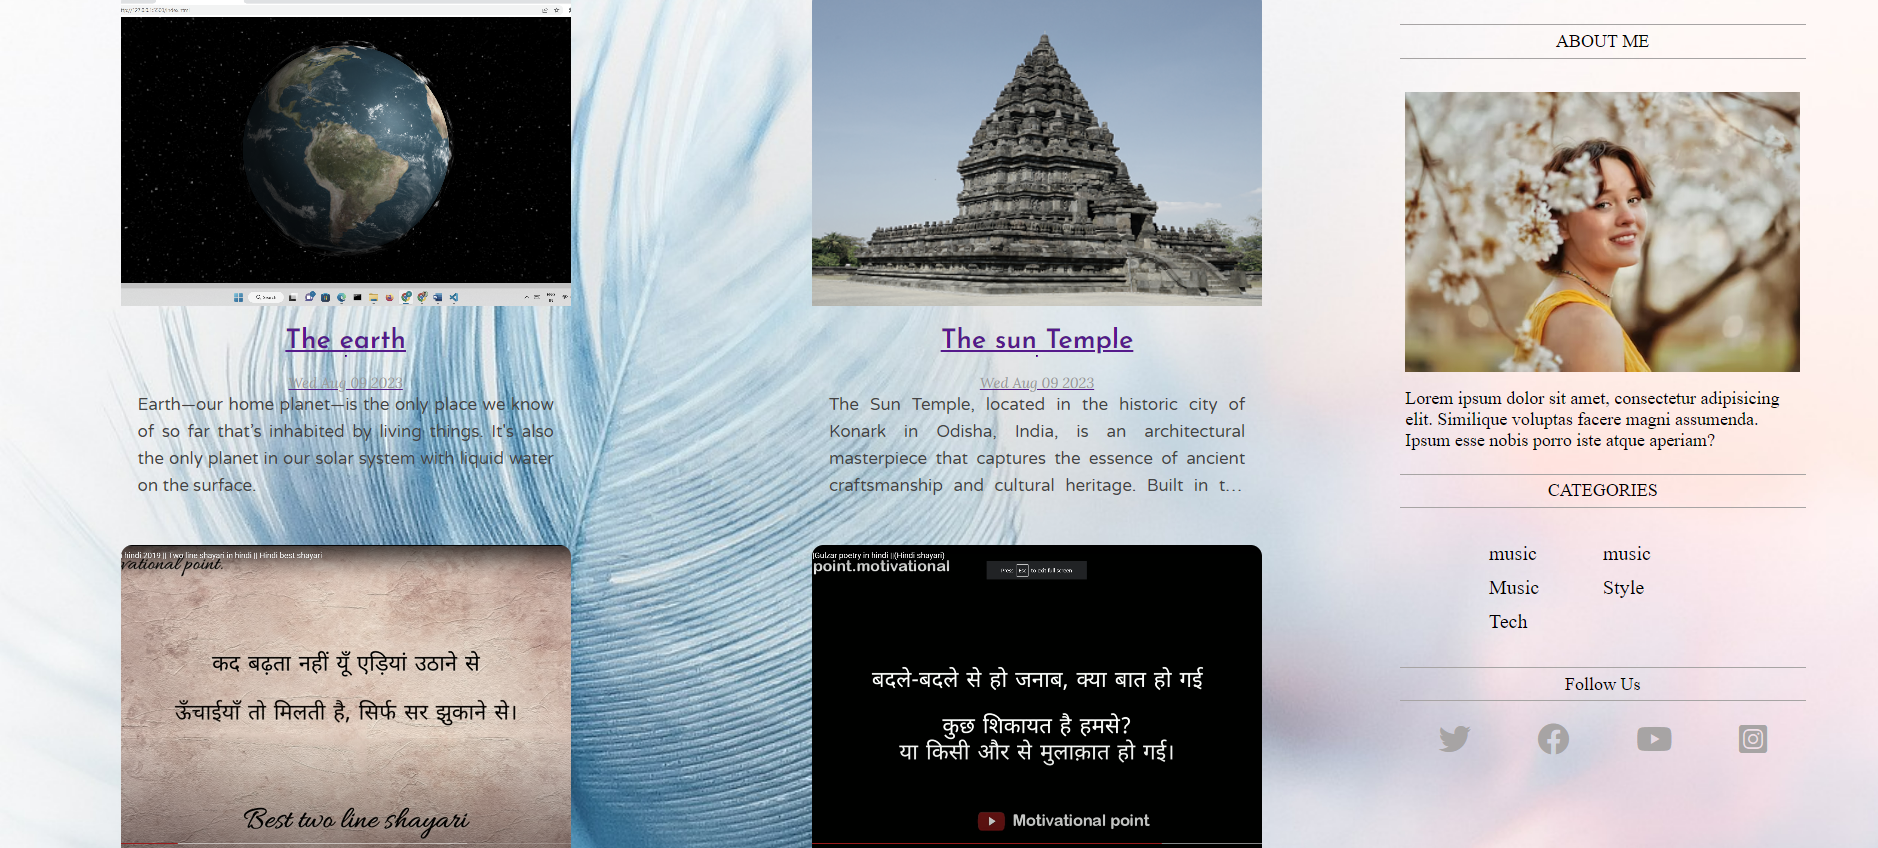 Search
The earth
Wed Aug 09 2023
Earth—our home planet—is the only place we know
of so far that's inhabited by living things. It's also
the only planet in our solar system with liquid water
on the surface.
hindi 2019 || Two line shayari in hindi || Hindi best shayari
vational point.
कद बढ़ता नहीं यूँ एड़ियां उठाने से
ऊँचाईयाँ तो मिलती है, सिर्फ सर झुकाने से।
Best two line shayari
The sun Temple
Wed Aug 09 2023
The Sun Temple, located in the historic city of
Konark in Odisha, India, is an architectural
masterpiece that captures the essence of ancient
craftsmanship and cultural heritage. Built in t...
|Gulzar poetry in hindi ||(Hindi shayari)
point.motivational
Press Esc to exit full screen
बदले-बदले से हो जनाब, क्या बात हो गई
कुछ शिकायत है हमसे?
या किसी और से मुलाक़ात हो गई।
Motivational point
ABOUT ME
Lorem ipsum dolor sit amet, consectetur adipisicing
elit. Similique voluptas facere magni assumenda.
Ipsum esse nobis porro iste atque aperiam?
CATEGORIES
music music
Music Style
Tech
Follow Us